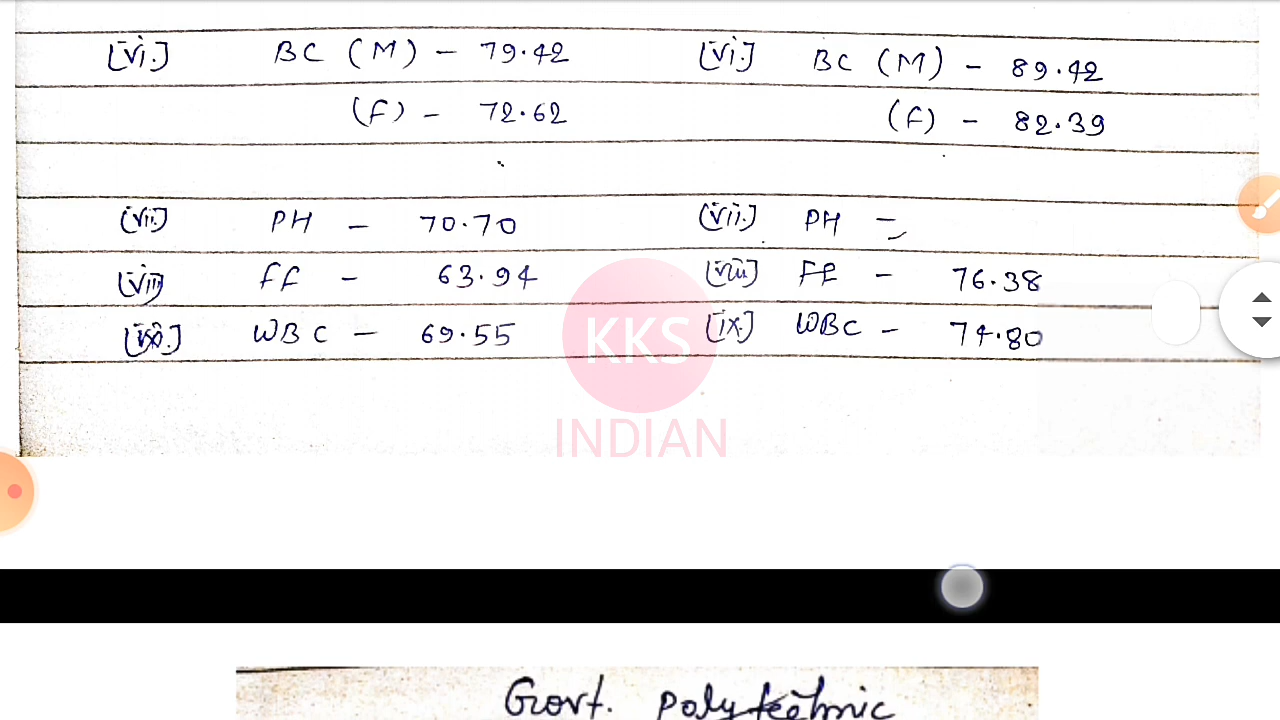 [vi.] BC (M) - 79.42 [vi.] BC (M) - 89.42
(F) - 72.62 (F) - 82.39
[vii.] PH - 70.70 [vii.] PH =
[viii] FF - 63.94 [viii] FF - 76.38
[ix.] WBC - 69.55 [ix.] WBC - 74.80
KKS
INDIAN
Govt. Polytechnic